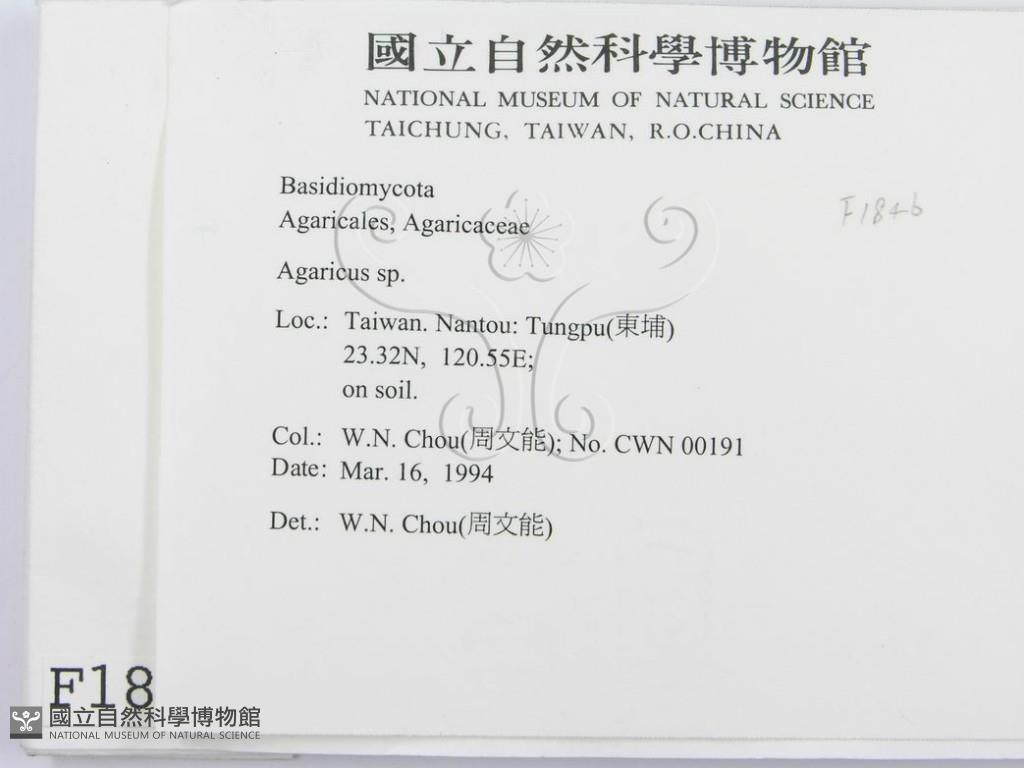 國立自然科學博物館
NATIONAL MUSEUM OF NATURAL SCIENCE
TAICHUNG, TAIWAN, R.O.CHINA
Basidiomycota
Agaricales, Agaricaceae
F1846
Agaricus sp.
Loc.: Taiwan. Nantou: Tungpu(東埔)
23.32N, 120.55E;
on soil.
Col.: W.N. Chou(周文能); No. CWN 00191
Date: Mar. 16, 1994
Det.: W.N. Chou(周文能)
F18
國立自然科學博物館
NATIONAL MUSEUM OF NATURAL SCIENCE